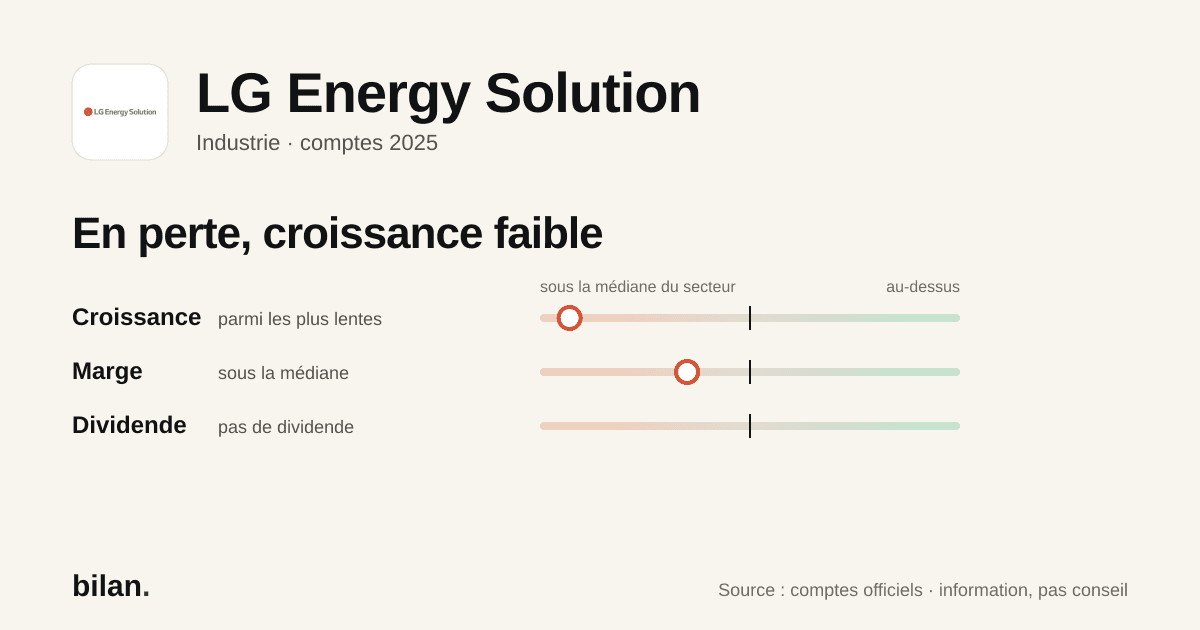 LG Energy Solution
LG Energy Solution
Industrie · comptes 2025
En perte, croissance faible
sous la médiane du secteur au-dessus
Croissance parmi les plus lentes
Marge sous la médiane
Dividende pas de dividende
bilan.
Source : comptes officiels · information, pas conseil